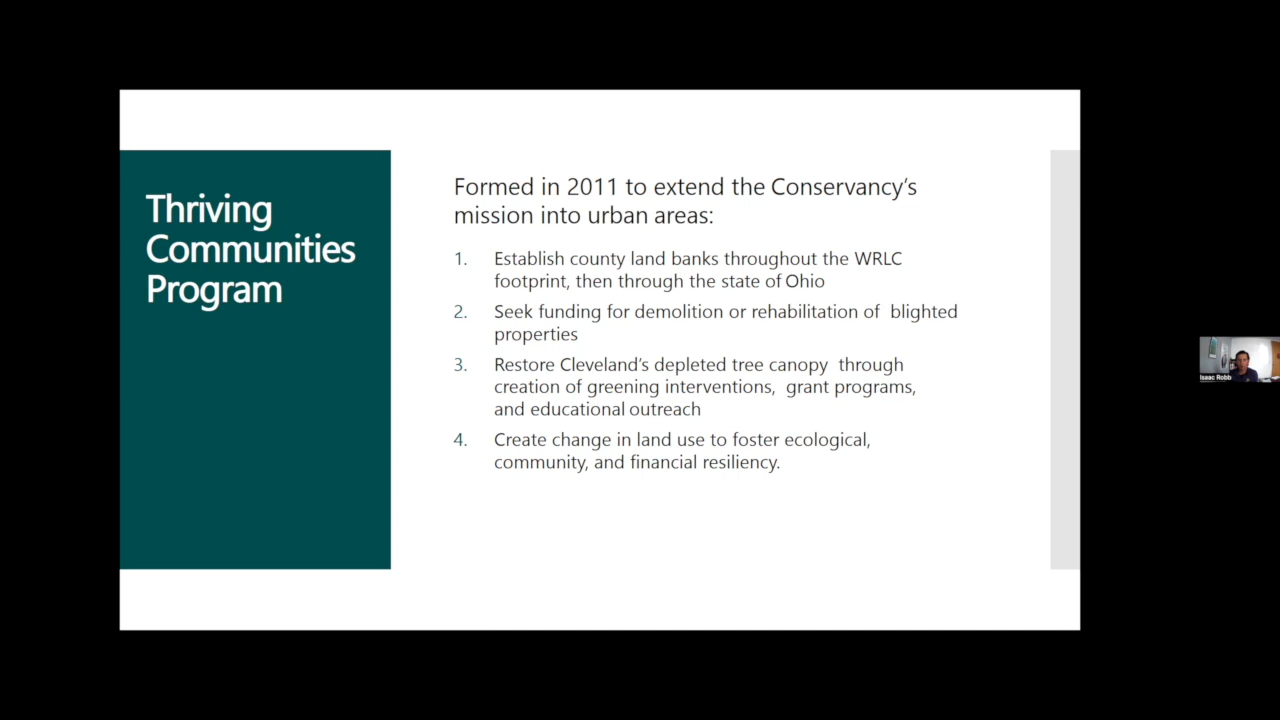 Thriving
Communities
Program
Formed in 2011 to extend the Conservancy's
mission into urban areas:
1. Establish county land banks throughout the WRLC
footprint, then through the state of Ohio
2. Seek funding for demolition or rehabilitation of blighted
properties
3. Restore Cleveland's depleted tree canopy through
creation of greening interventions, grant programs,
and educational outreach
4. Create change in land use to foster ecological,
community, and financial resiliency.
Isaac Robb